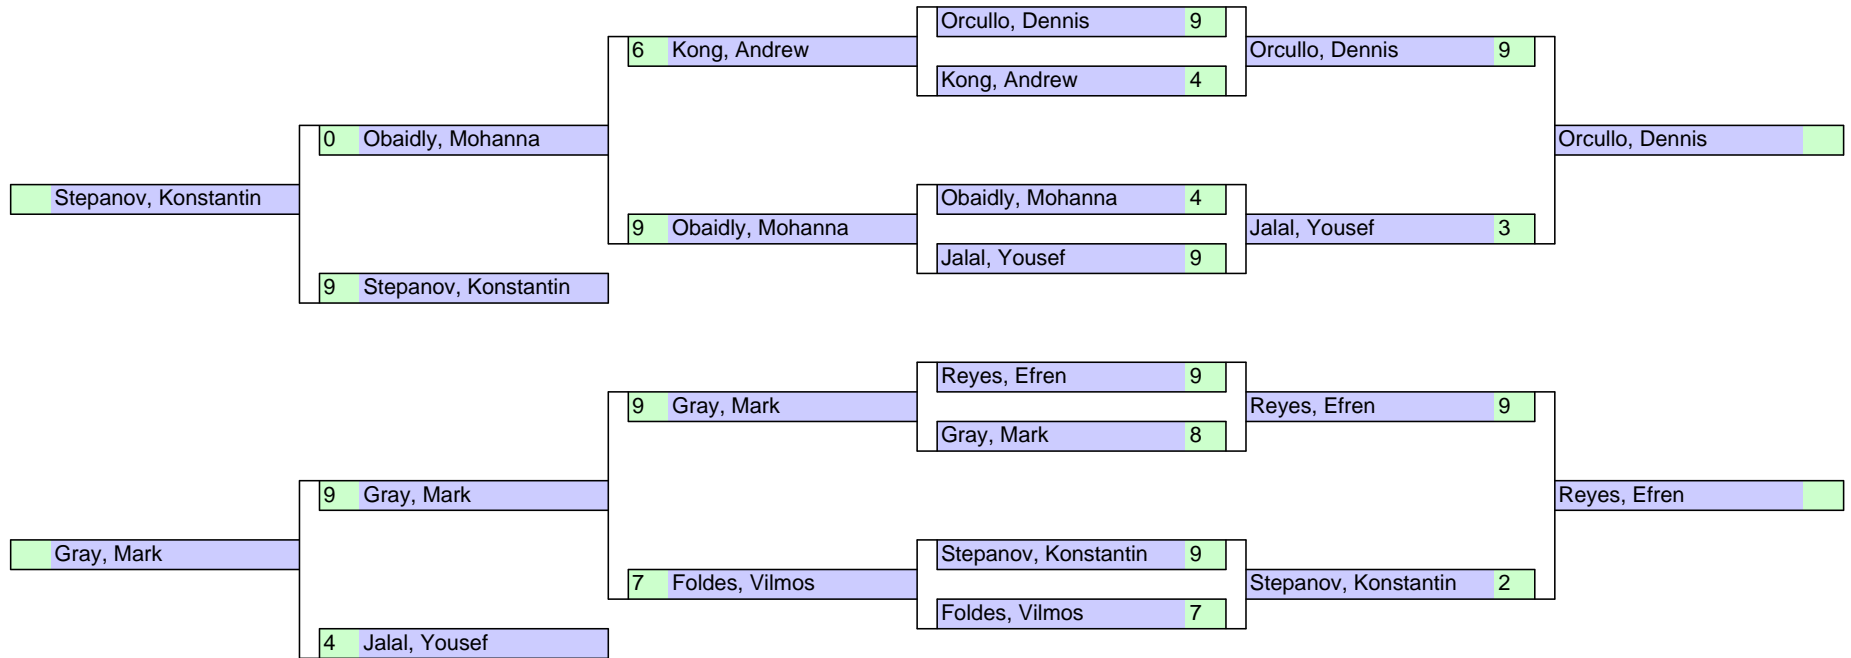 Orcullo, Dennis 9
6 Kong, Andrew Orcullo, Dennis 9
Kong, Andrew 4
0 Obaidly, Mohanna Orcullo, Dennis
Stepanov, Konstantin Obaidly, Mohanna 4
9 Obaidly, Mohanna Jalal, Yousef 3
Jalal, Yousef 9
9 Stepanov, Konstantin
Reyes, Efren 9
9 Gray, Mark Reyes, Efren 9
Gray, Mark 8
9 Gray, Mark Reyes, Efren
Gray, Mark Stepanov, Konstantin 9
7 Foldes, Vilmos Stepanov, Konstantin 2
Foldes, Vilmos 7
4 Jalal, Yousef